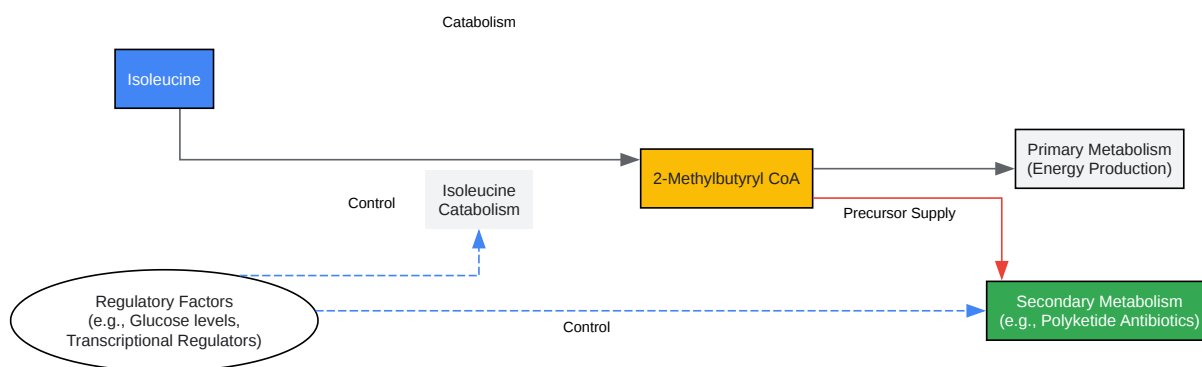 Catabolism
Isoleucine
Primary Metabolism
(Energy Production)
2-Methylbutyryl CoA
Isoleucine
Catabolism
Control
Precursor Supply
Regulatory Factors
(e.g., Glucose levels,
Transcriptional Regulators)
Secondary Metabolism
(e.g., Polyketide Antibiotics)
Control